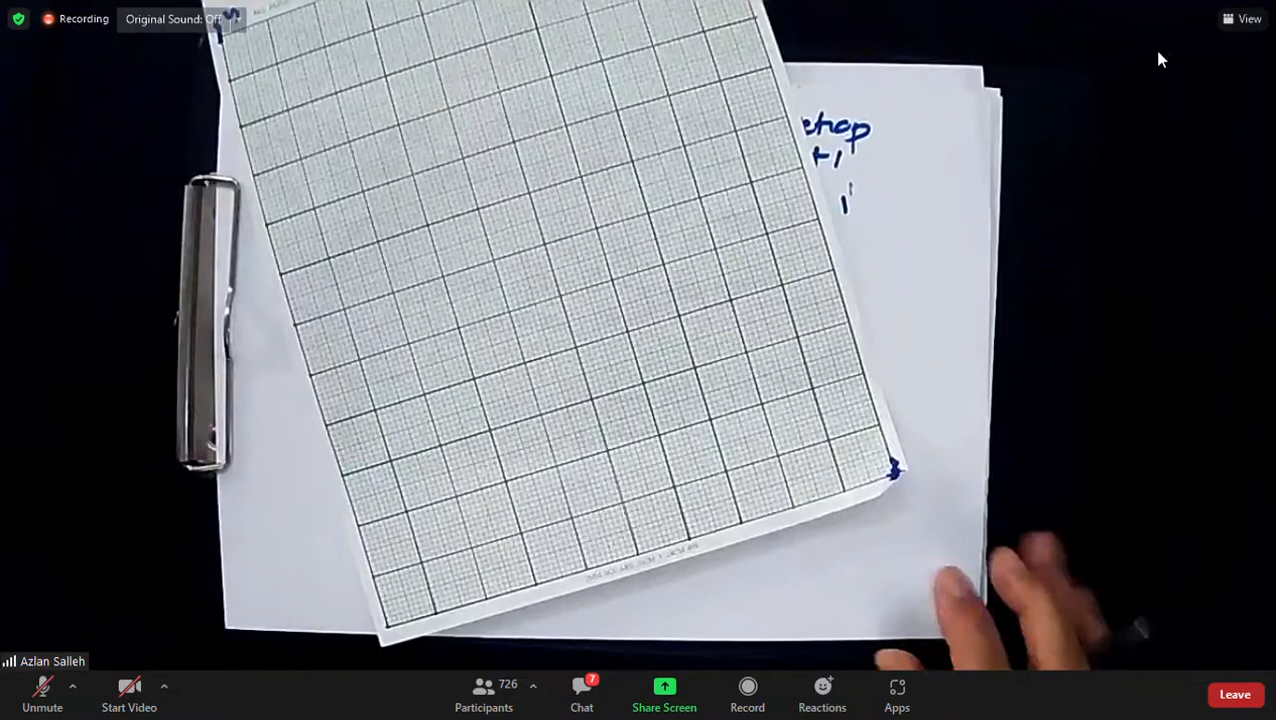 Recording
Original Sound: Off
View
+1
Azlan Salleh
Unmute
Start Video
726
Participants
7
Chat
Share Screen
Record
Reactions
Apps
Leave